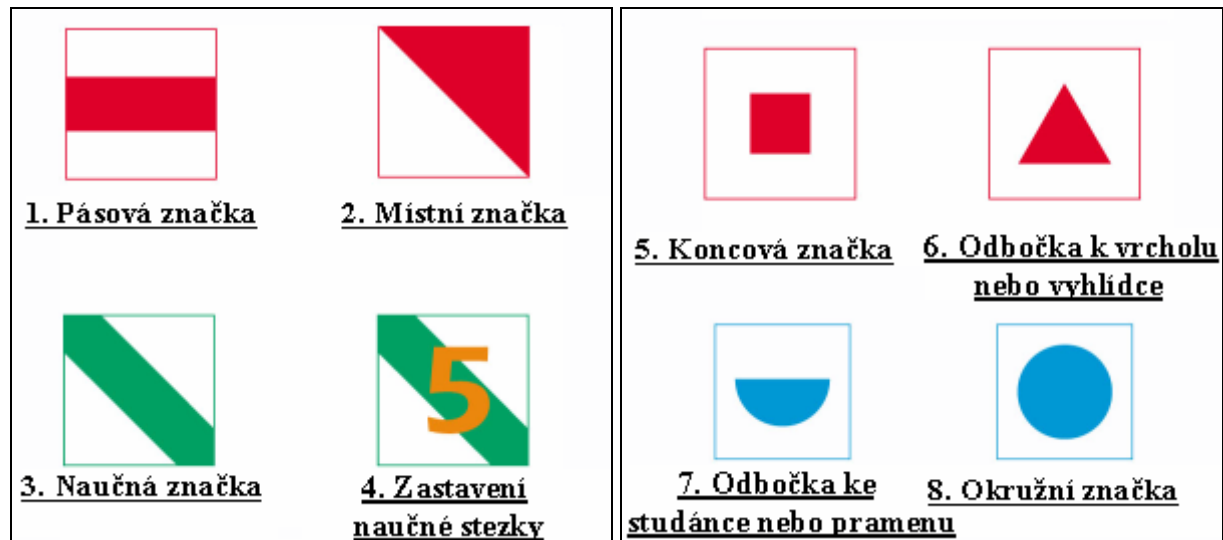 1. Pásová značka
2. Místní značka
5
3. Naučná značka
4. Zastavení
naučné stezky
5. Koncová značka
6. Odbočka k vrcholu
nebo vyhlídce
7. Odbočka ke
studánce nebo pramenu
8. Okružní značka